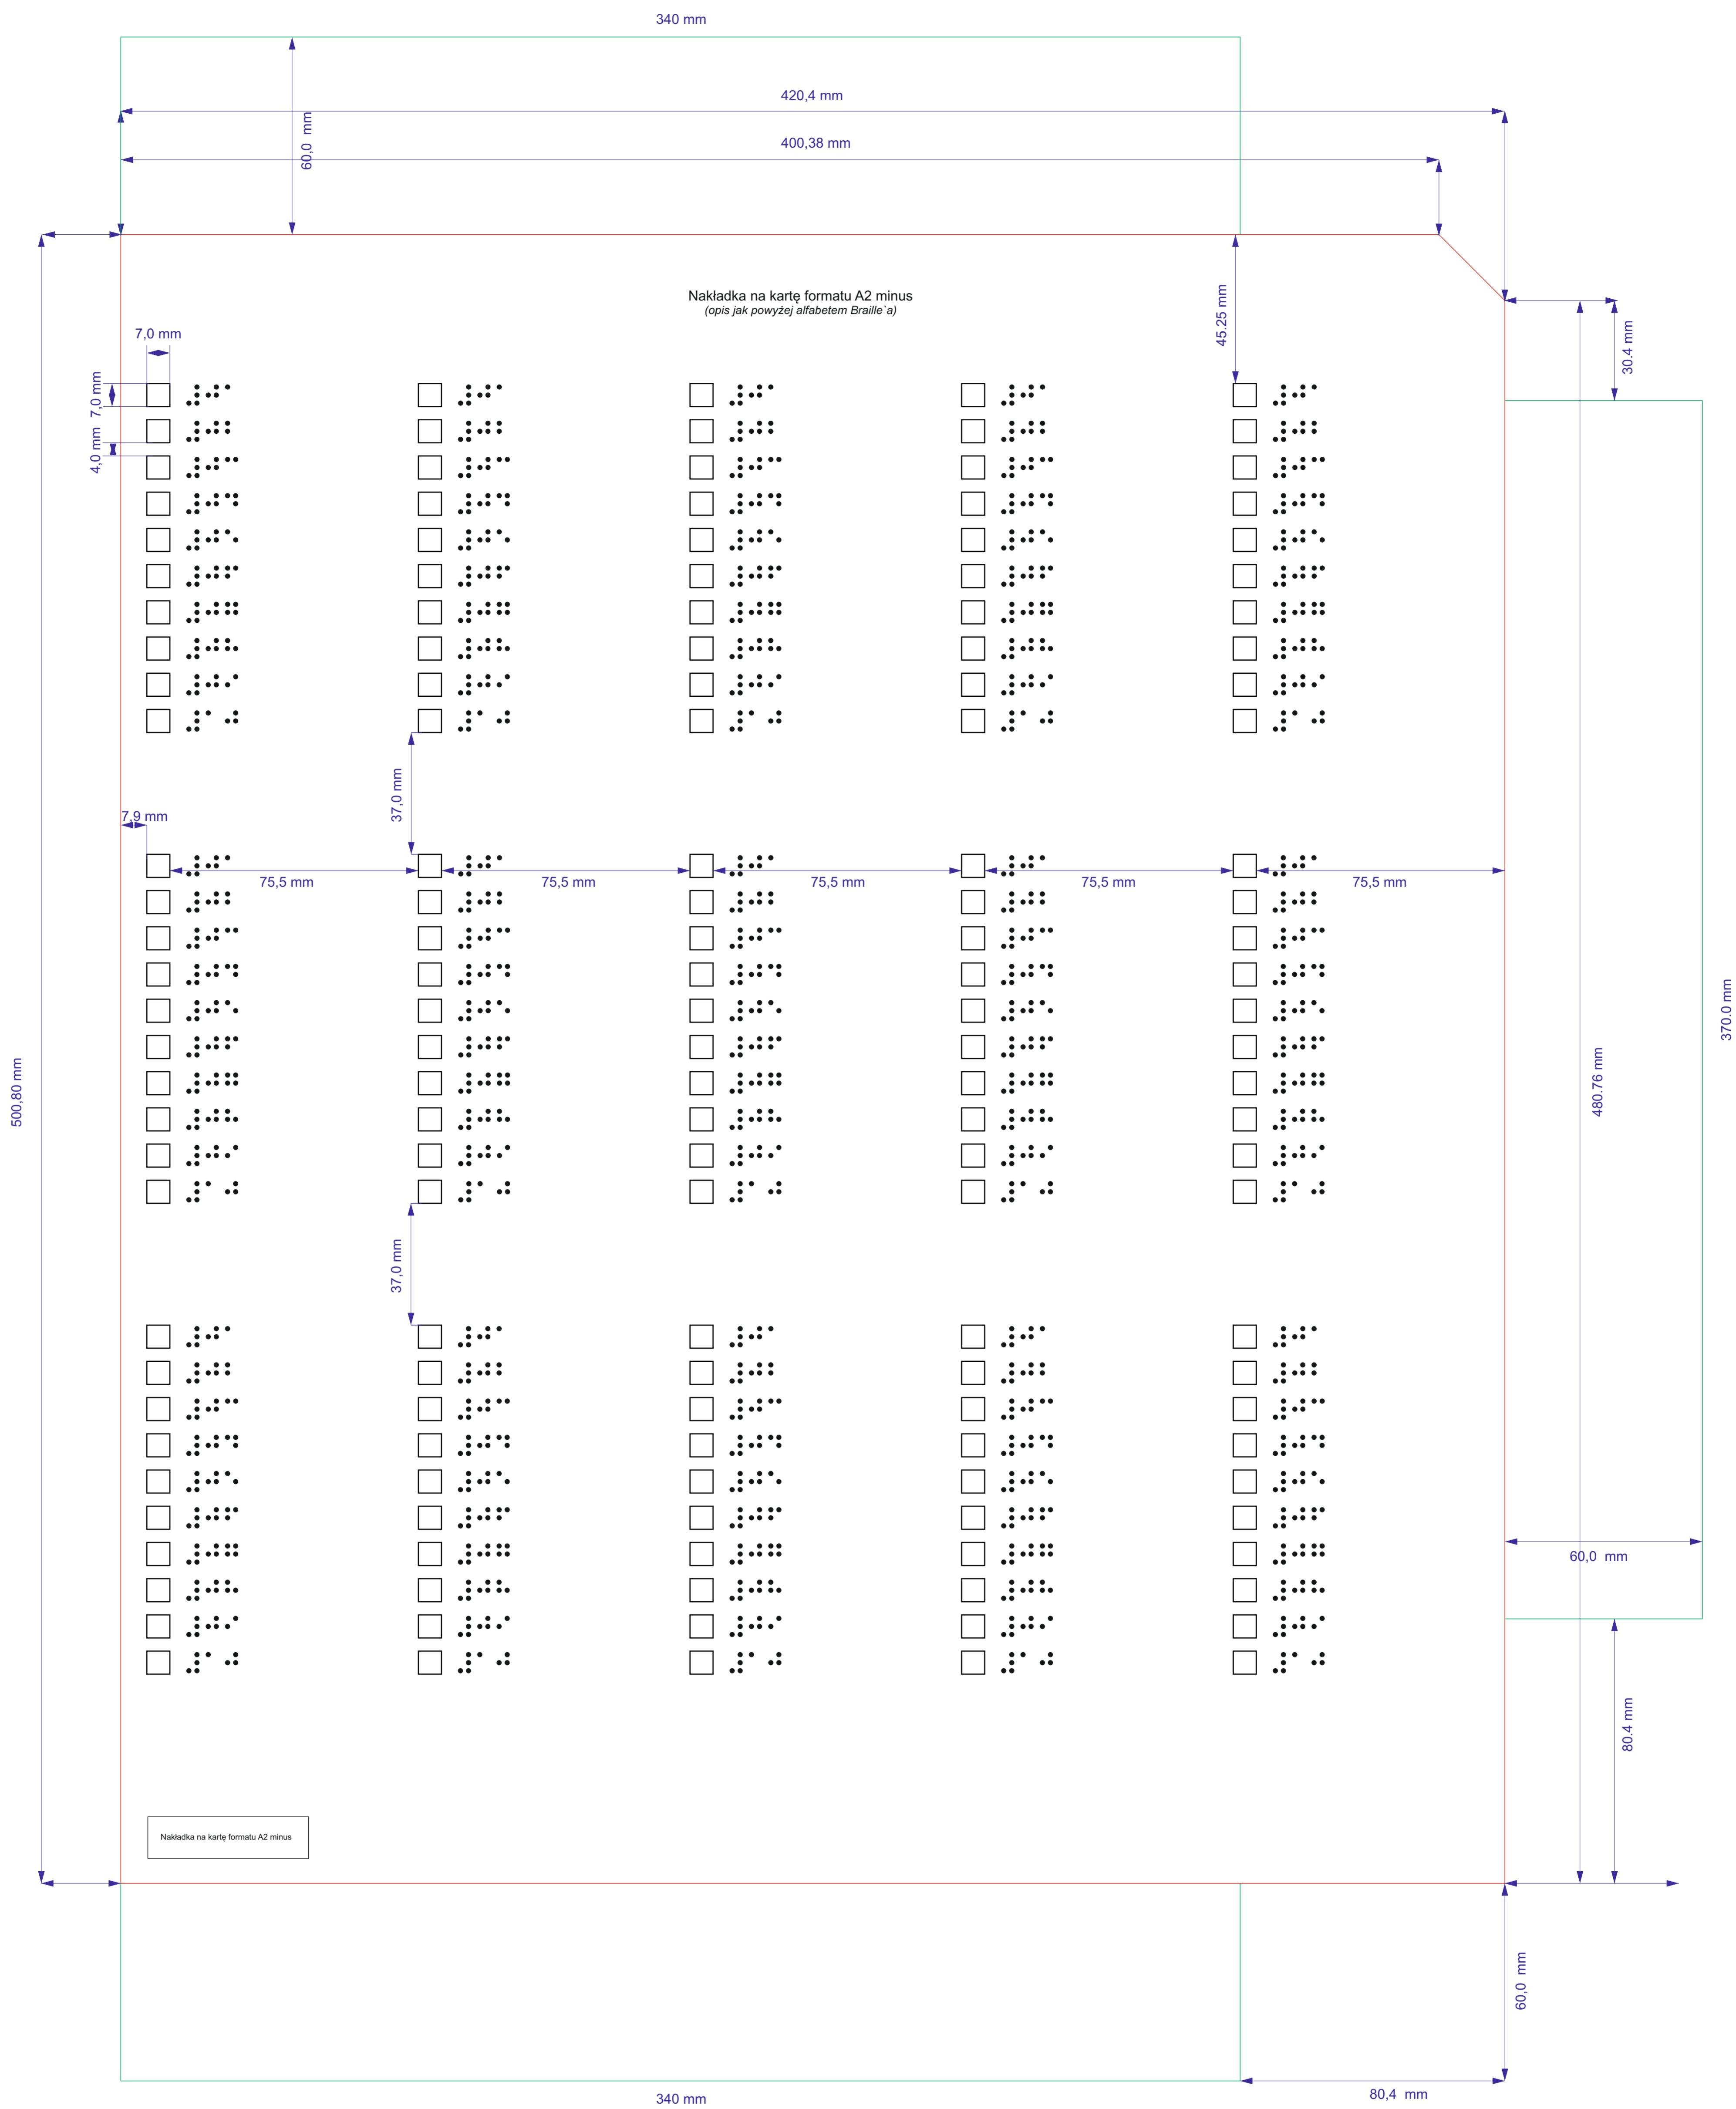 340 mm
420,4 mm
400,38 mm
60,0 mm
Nakładka na kartę formatu A2 minus
(opis jak powyżej alfabetem Braille`a)
45.25 mm
30.4 mm
7,0 mm
7,0 mm
4,0 mm
⠼⠚⠁ ⠼⠚⠁ ⠼⠚⠁ ⠼⠚⠁ ⠼⠚⠁
⠼⠚⠃ ⠼⠚⠃ ⠼⠚⠃ ⠼⠚⠃ ⠼⠚⠃
⠼⠚⠉ ⠼⠚⠉ ⠼⠚⠉ ⠼⠚⠉ ⠼⠚⠉
⠼⠚⠙ ⠼⠚⠙ ⠼⠚⠙ ⠼⠚⠙ ⠼⠚⠙
⠼⠚⠑ ⠼⠚⠑ ⠼⠚⠑ ⠼⠚⠑ ⠼⠚⠑
⠼⠚⠋ ⠼⠚⠋ ⠼⠚⠋ ⠼⠚⠋ ⠼⠚⠋
⠼⠚⠛ ⠼⠚⠛ ⠼⠚⠛ ⠼⠚⠛ ⠼⠚⠛
⠼⠚⠓ ⠼⠚⠓ ⠼⠚⠓ ⠼⠚⠓ ⠼⠚⠓
⠼⠚⠊ ⠼⠚⠊ ⠼⠚⠊ ⠼⠚⠊ ⠼⠚⠊
⠼⠁⠚ ⠼⠁⠚ ⠼⠁⠚ ⠼⠁⠚ ⠼⠁⠚
37,0 mm
7,9 mm
⠼⠚⠁ ⠼⠚⠁ ⠼⠚⠁ ⠼⠚⠁ ⠼⠚⠁
75,5 mm 75,5 mm 75,5 mm 75,5 mm 75,5 mm
⠼⠚⠃ ⠼⠚⠃ ⠼⠚⠃ ⠼⠚⠃ ⠼⠚⠃
⠼⠚⠉ ⠼⠚⠉ ⠼⠚⠉ ⠼⠚⠉ ⠼⠚⠉
⠼⠚⠙ ⠼⠚⠙ ⠼⠚⠙ ⠼⠚⠙ ⠼⠚⠙
⠼⠚⠑ ⠼⠚⠑ ⠼⠚⠑ ⠼⠚⠑ ⠼⠚⠑
⠼⠚⠋ ⠼⠚⠋ ⠼⠚⠋ ⠼⠚⠋ ⠼⠚⠋
⠼⠚⠛ ⠼⠚⠛ ⠼⠚⠛ ⠼⠚⠛ ⠼⠚⠛
⠼⠚⠓ ⠼⠚⠓ ⠼⠚⠓ ⠼⠚⠓ ⠼⠚⠓
⠼⠚⠊ ⠼⠚⠊ ⠼⠚⠊ ⠼⠚⠊ ⠼⠚⠊
⠼⠁⠚ ⠼⠁⠚ ⠼⠁⠚ ⠼⠁⠚ ⠼⠁⠚
500,80 mm
480.76 mm
370.0 mm
37,0 mm
⠼⠚⠁ ⠼⠚⠁ ⠼⠚⠁ ⠼⠚⠁ ⠼⠚⠁
⠼⠚⠃ ⠼⠚⠃ ⠼⠚⠃ ⠼⠚⠃ ⠼⠚⠃
⠼⠚⠉ ⠼⠚⠉ ⠼⠚⠉ ⠼⠚⠉ ⠼⠚⠉
⠼⠚⠙ ⠼⠚⠙ ⠼⠚⠙ ⠼⠚⠙ ⠼⠚⠙
⠼⠚⠑ ⠼⠚⠑ ⠼⠚⠑ ⠼⠚⠑ ⠼⠚⠑
⠼⠚⠋ ⠼⠚⠋ ⠼⠚⠋ ⠼⠚⠋ ⠼⠚⠋
⠼⠚⠛ ⠼⠚⠛ ⠼⠚⠛ ⠼⠚⠛ ⠼⠚⠛
⠼⠚⠓ ⠼⠚⠓ ⠼⠚⠓ ⠼⠚⠓ ⠼⠚⠓
⠼⠚⠊ ⠼⠚⠊ ⠼⠚⠊ ⠼⠚⠊ ⠼⠚⠊
⠼⠁⠚ ⠼⠁⠚ ⠼⠁⠚ ⠼⠁⠚ ⠼⠁⠚
60,0 mm
80.4 mm
Nakładka na kartę formatu A2 minus
60,0 mm
340 mm
80,4 mm